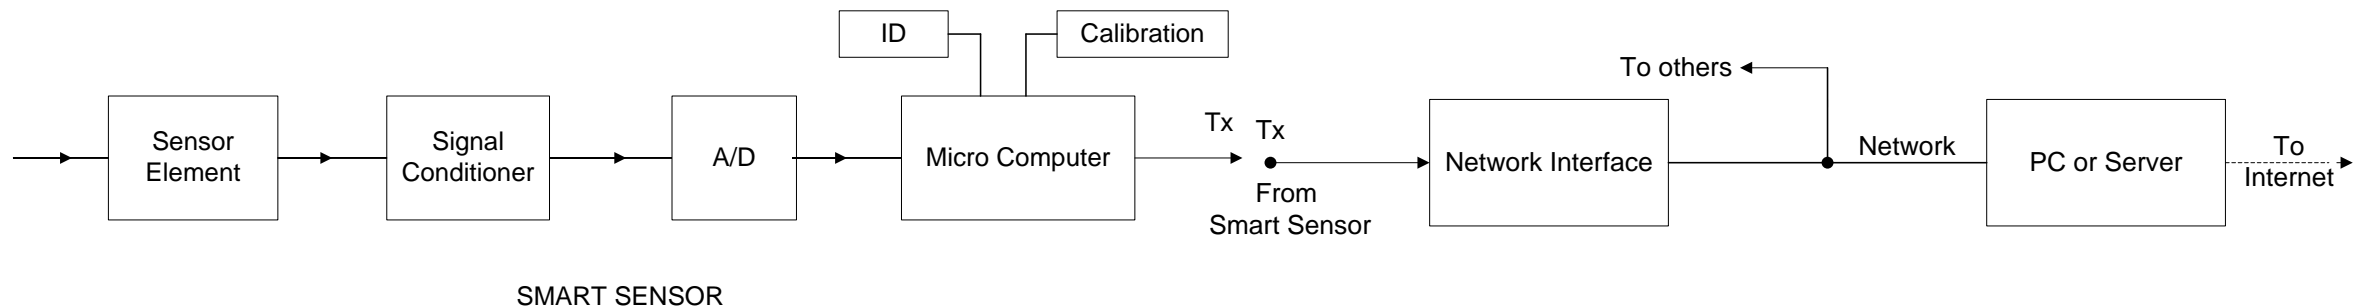 ID
Calibration
To others
Sensor
Element
Signal
Conditioner
A/D
Micro Computer
Tx
Tx
From
Smart Sensor
Network Interface
Network
PC or Server
To
Internet
SMART SENSOR